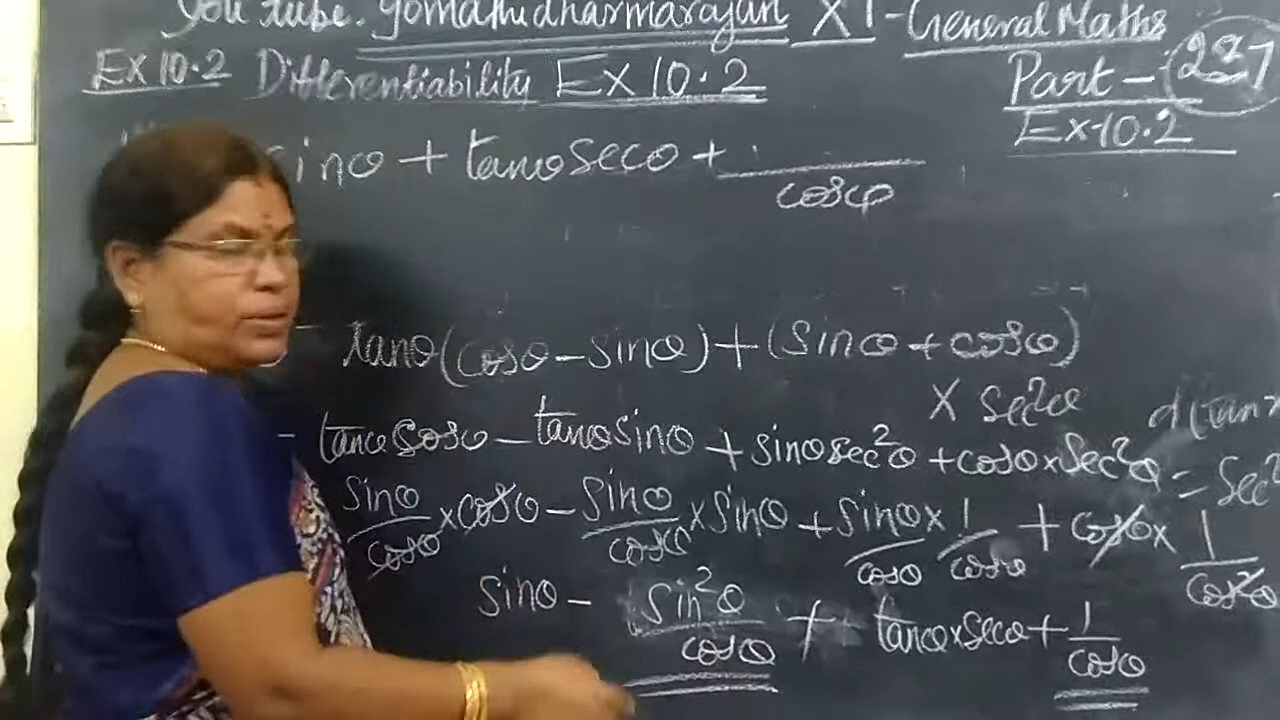 You tube. gomathidharmarajan XI - General Maths
Ex 10.2 Differentiability Ex 10.2 Part - 237
Ex-10.2
sinθ + tanθ secθ + ―― / cosθ
tanθ(cosθ - sinθ) + (sinθ + cosθ)
× sec²θ
- tanθ cosθ - tanθ sinθ + sinθ sec²θ + cosθ × sec²θ
d(tan
= sec²
sinθ/cosθ × cosθ - sinθ/cosθ × sinθ + sinθ/cosθ × 1/cosθ + cosθ × 1/cos²θ
sinθ - sin²θ/cosθ + tanθ × secθ + 1/cosθ